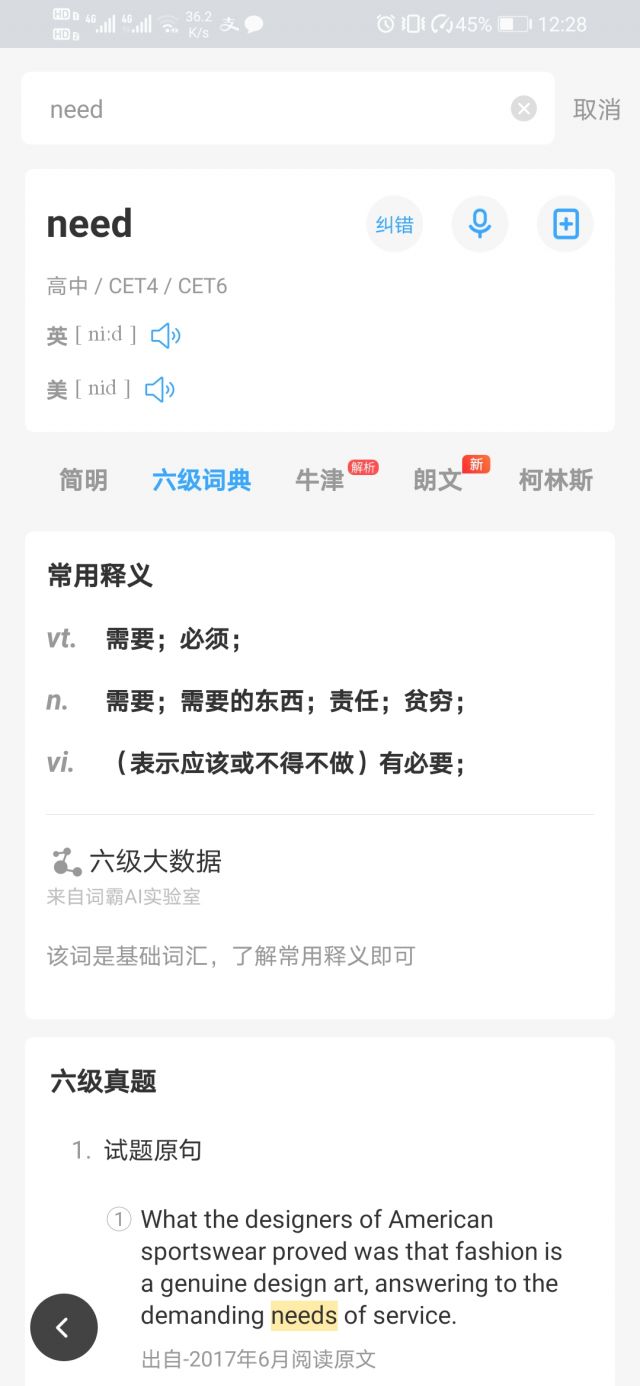 HD 1 4G 4G 36.2 K/s 支 45% 12:28
HD 2
need 取消
need 纠错
高中 / CET4 / CET6
英 [ ni:d ]
美 [ nid ]
简明 六级词典 牛津 解析 朗文 新 柯林斯
常用释义
vt. 需要；必须；
n. 需要；需要的东西；责任；贫穷；
vi. （表示应该或不得不做）有必要；
六级大数据
来自词霸AI实验室
该词是基础词汇，了解常用释义即可
六级真题
1. 试题原句
① What the designers of American
sportswear proved was that fashion is
a genuine design art, answering to the
demanding needs of service.
出自-2017年6月阅读原文